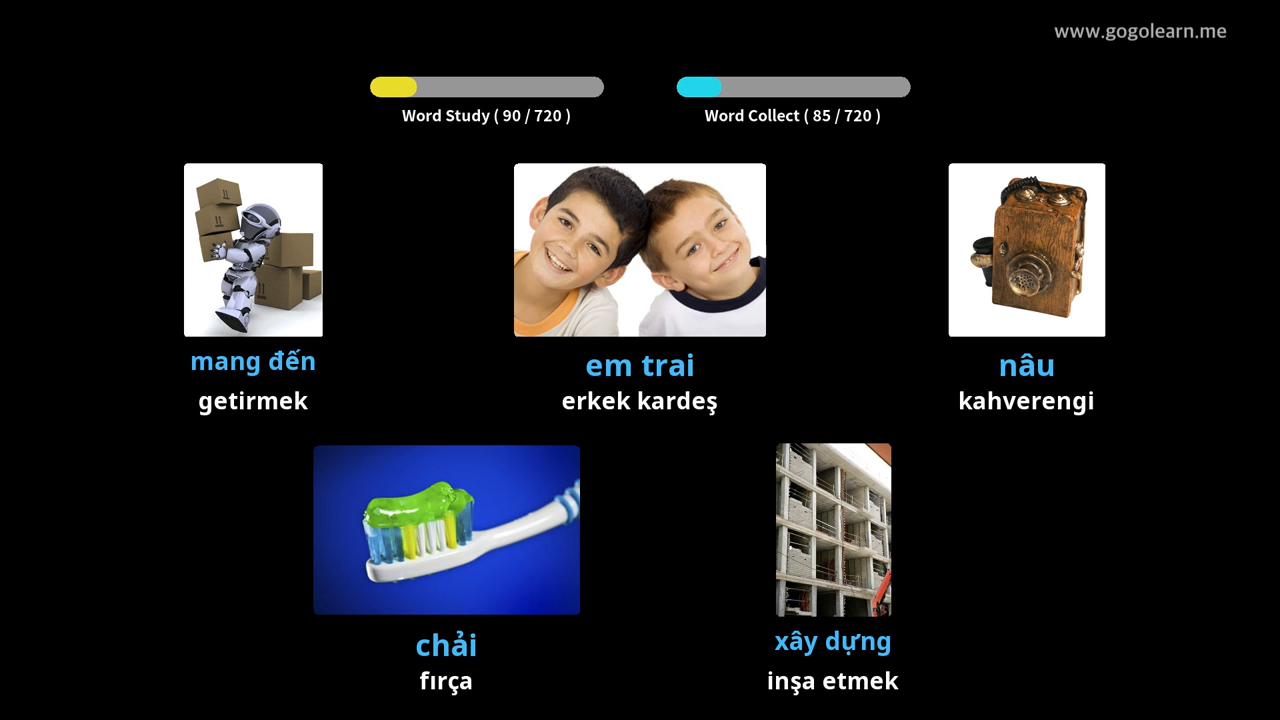 www.gogolearn.me
Word Study ( 90 / 720 )
Word Collect ( 85 / 720 )
mang đến
getirmek
em trai
erkek kardeş
nâu
kahverengi
chải
fırça
xây dựng
inşa etmek